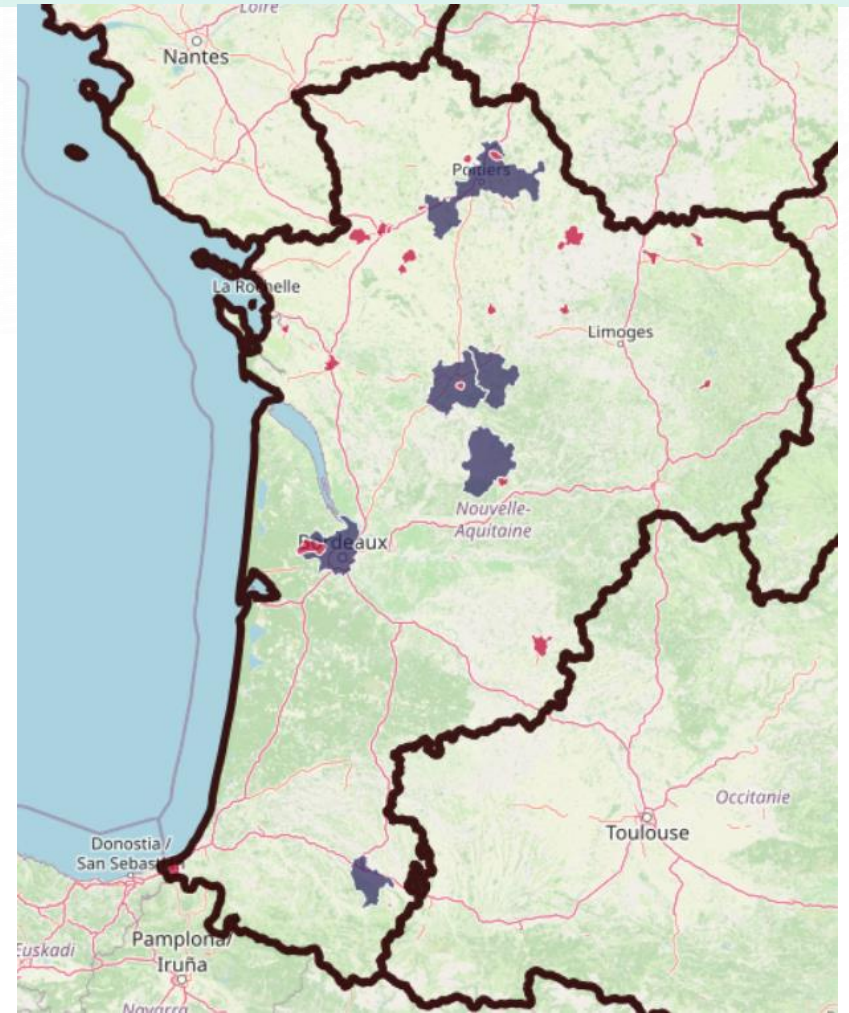 Loire
Nantes
Poitiers
La Rochelle
Limoges
Nouvelle-
Aquitaine
Bordeaux
Occitanie
Toulouse
Donostia /
San Sebastián
Euskadi
Pamplona/
Iruña
Navarra